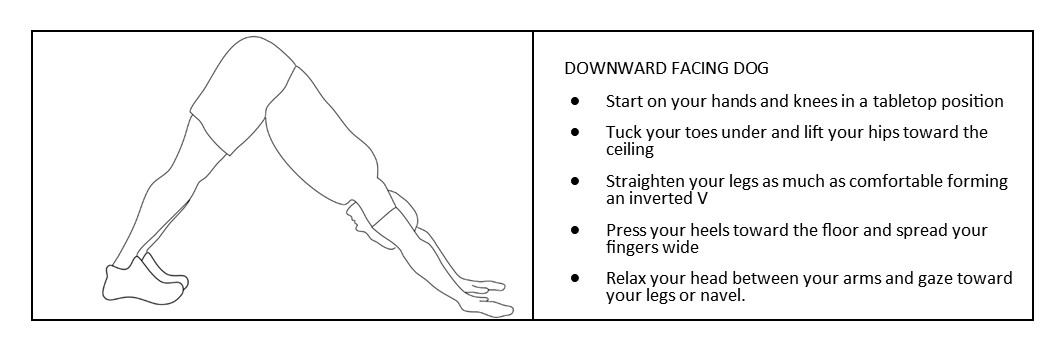 DOWNWARD FACING DOG
● Start on your hands and knees in a tabletop position
● Tuck your toes under and lift your hips toward the
ceiling
● Straighten your legs as much as comfortable forming
an inverted V
● Press your heels toward the floor and spread your
fingers wide
● Relax your head between your arms and gaze toward
your legs or navel.